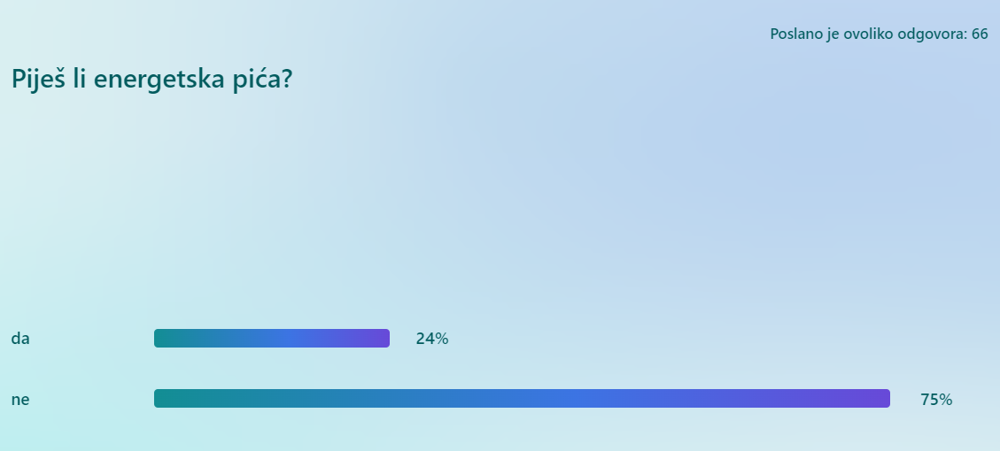 Poslano je ovoliko odgovora: 66
Piješ li energetska pića?
da 24%
ne 75%